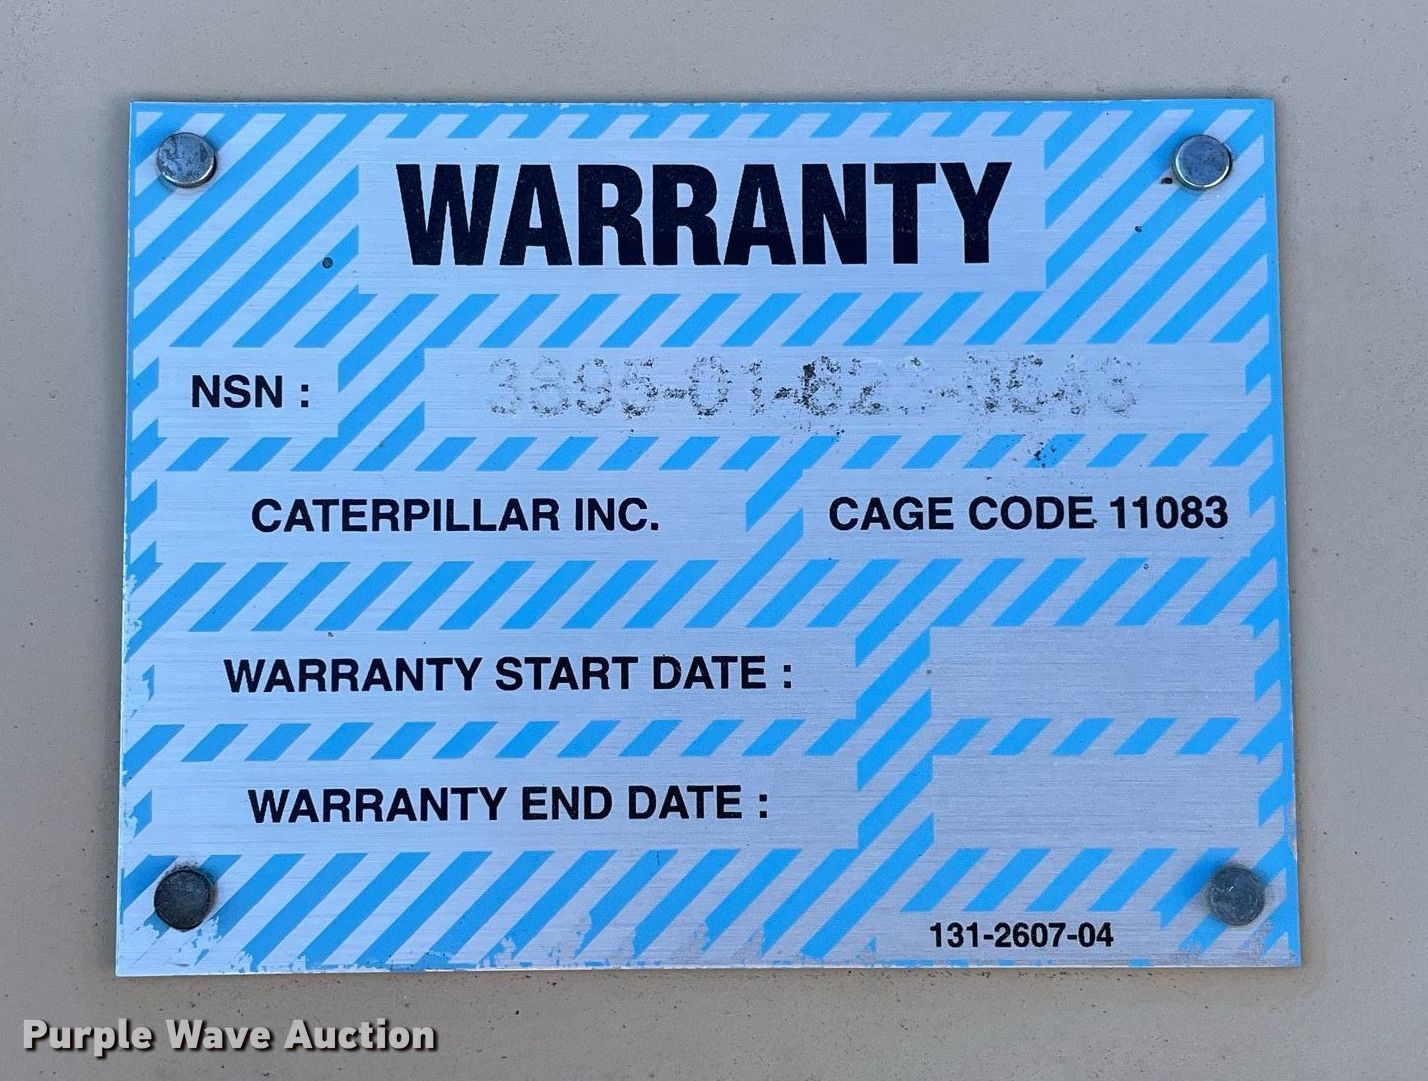 WARRANTY
NSN :
CATERPILLAR INC. CAGE CODE 11083
WARRANTY START DATE :
WARRANTY END DATE :
131-2607-04
Purple Wave Auction